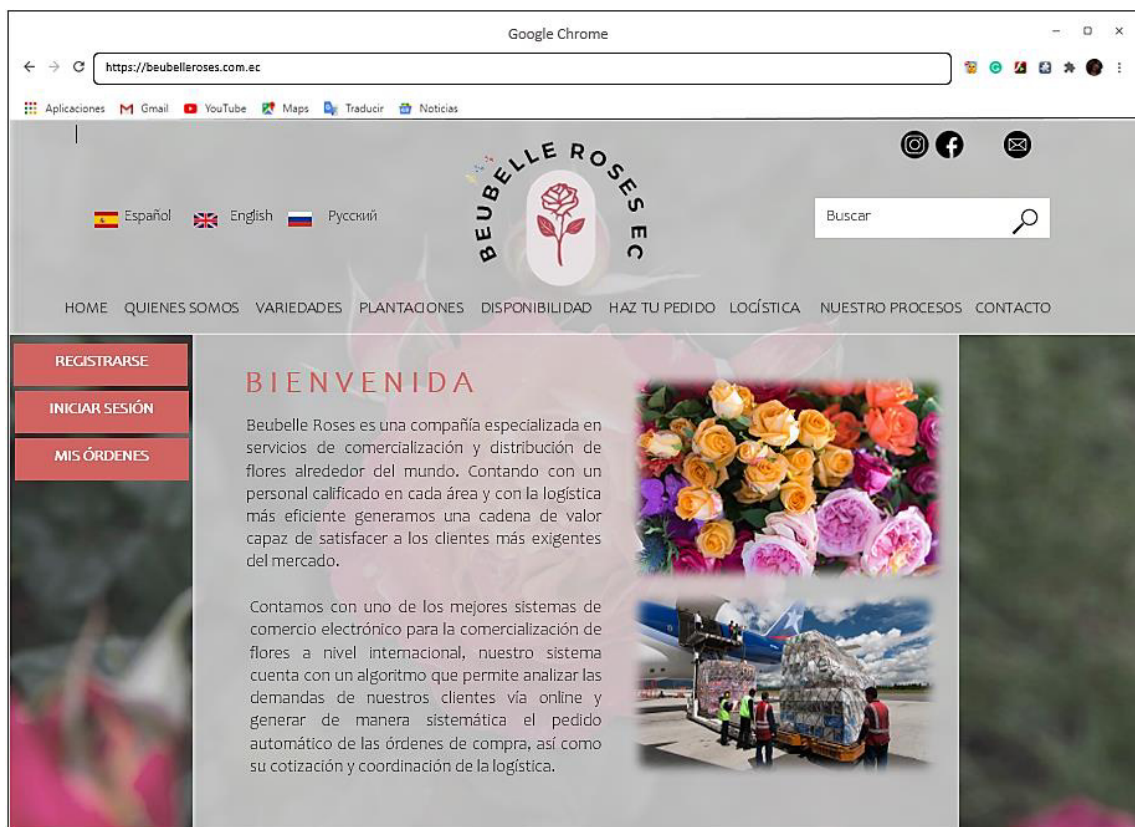 Google Chrome
https://beubelleroses.com.ec
Aplicaciones Gmail YouTube Maps Traducir Noticias
BEUBELLE ROSES EC
Español English Русский
Buscar
HOME QUIENES SOMOS VARIEDADES PLANTACIONES DISPONIBILIDAD HAZ TU PEDIDO LOGÍSTICA NUESTRO PROCESOS CONTACTO
REGISTRARSE
INICIAR SESIÓN
MIS ÓRDENES
BIENVENIDA
Beubelle Roses es una compañía especializada en
servicios de comercialización y distribución de
flores alrededor del mundo. Contando con un
personal calificado en cada área y con la logística
más eficiente generamos una cadena de valor
capaz de satisfacer a los clientes más exigentes
del mercado.
Contamos con uno de los mejores sistemas de
comercio electrónico para la comercialización de
flores a nivel internacional, nuestro sistema
cuenta con un algoritmo que permite analizar las
demandas de nuestros clientes vía online y
generar de manera sistemática el pedido
automático de las órdenes de compra, así como
su cotización y coordinación de la logística.